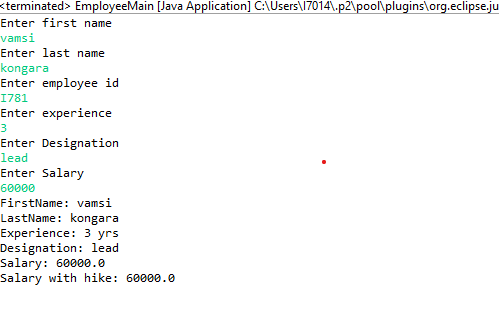 <terminated> EmployeeMain [Java Application] C:\Users\I7014\.p2\pool\plugins\org.eclipse.ju
Enter first name
vamsi
Enter last name
kongara
Enter employee id
I781
Enter experience
3
Enter Designation
lead
Enter Salary
60000
FirstName: vamsi
LastName: kongara
Experience: 3 yrs
Designation: lead
Salary: 60000.0
Salary with hike: 60000.0